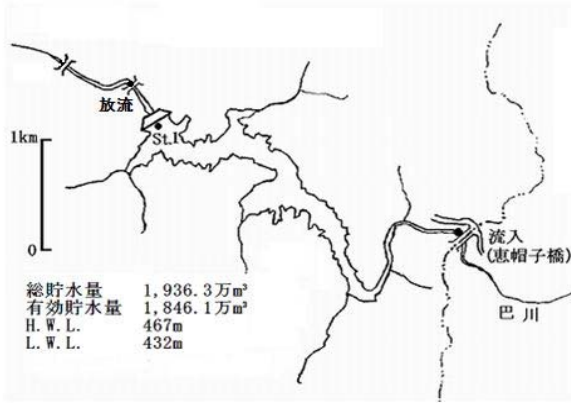 放流
St.1
1km
0
流入
(恵帽子橋)
巴川
総貯水量 1,936.3万m³
有効貯水量 1,846.1万m³
H.W.L. 467m
L.W.L. 432m